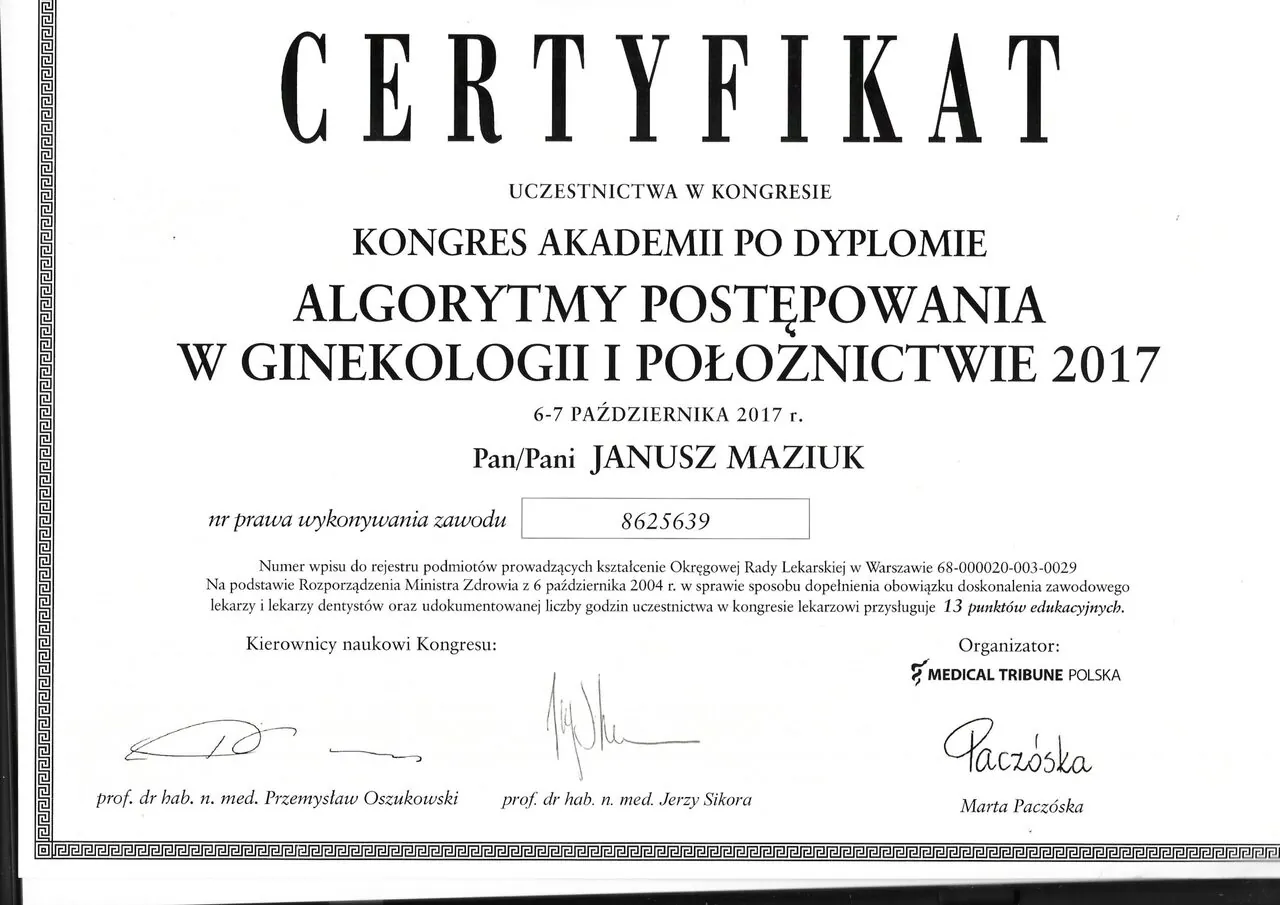 CERTYFIKAT
UCZESTNICTWA W KONGRESIE
KONGRES AKADEMII PO DYPLOMIE
ALGORYTMY POSTĘPOWANIA
W GINEKOLOGII I POŁOŻNICTWIE 2017
6-7 PAŹDZIERNIKA 2017 r.
Pan/Pani JANUSZ MAZIUK
nr prawa wykonywania zawodu 8625639
Numer wpisu do rejestru podmiotów prowadzących kształcenie Okręgowej Rady Lekarskiej w Warszawie 68-000020-003-0029
Na podstawie Rozporządzenia Ministra Zdrowia z 6 października 2004 r. w sprawie sposobu dopełnienia obowiązku doskonalenia zawodowego
lekarzy i lekarzy dentystów oraz udokumentowanej liczby godzin uczestnictwa w kongresie lekarzowi przysługuje 13 punktów edukacyjnych.
Kierownicy naukowi Kongresu:
Organizator:
MEDICAL TRIBUNE POLSKA
Paczóska
prof. dr hab. n. med. Przemysław Oszukowski
prof. dr hab. n. med. Jerzy Sikora
Marta Paczóska